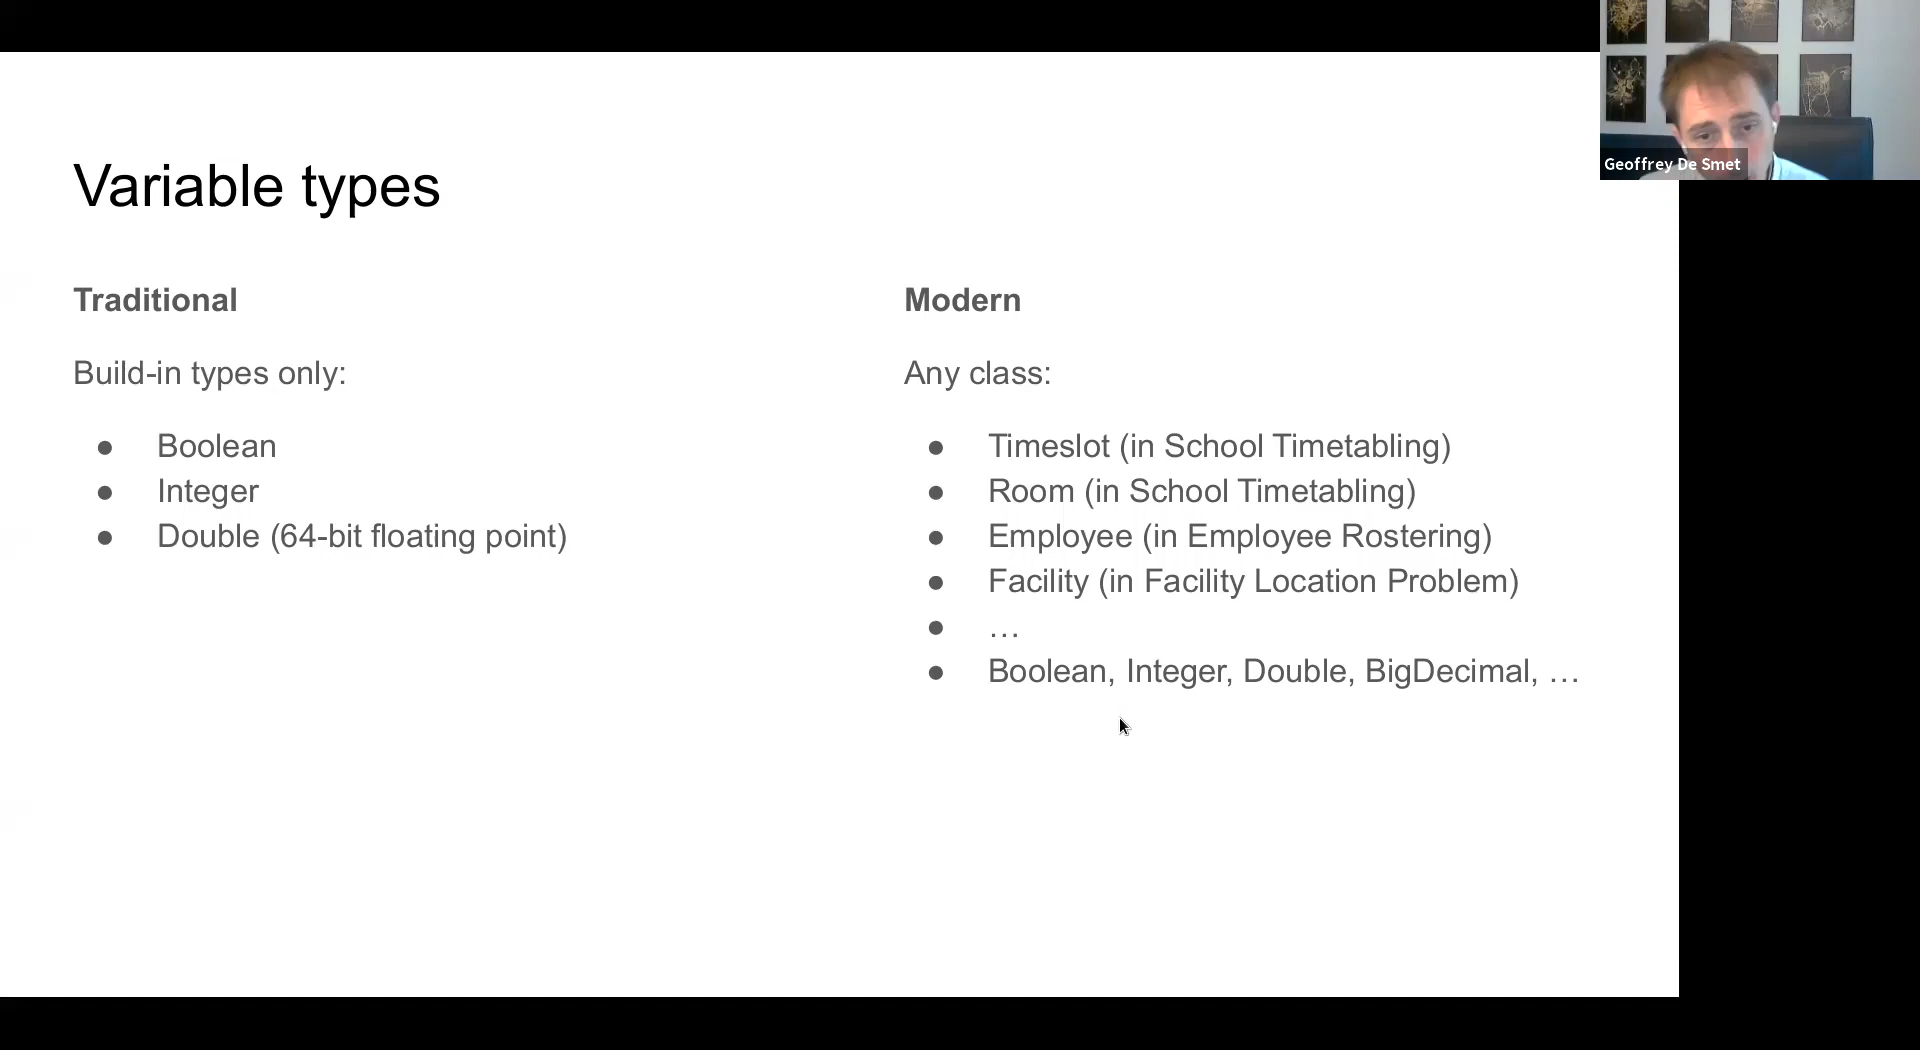 Variable types
Traditional
Build-in types only:
● Boolean
● Integer
● Double (64-bit floating point)
Modern
Any class:
● Timeslot (in School Timetabling)
● Room (in School Timetabling)
● Employee (in Employee Rostering)
● Facility (in Facility Location Problem)
● …
● Boolean, Integer, Double, BigDecimal, …
Geoffrey De Smet